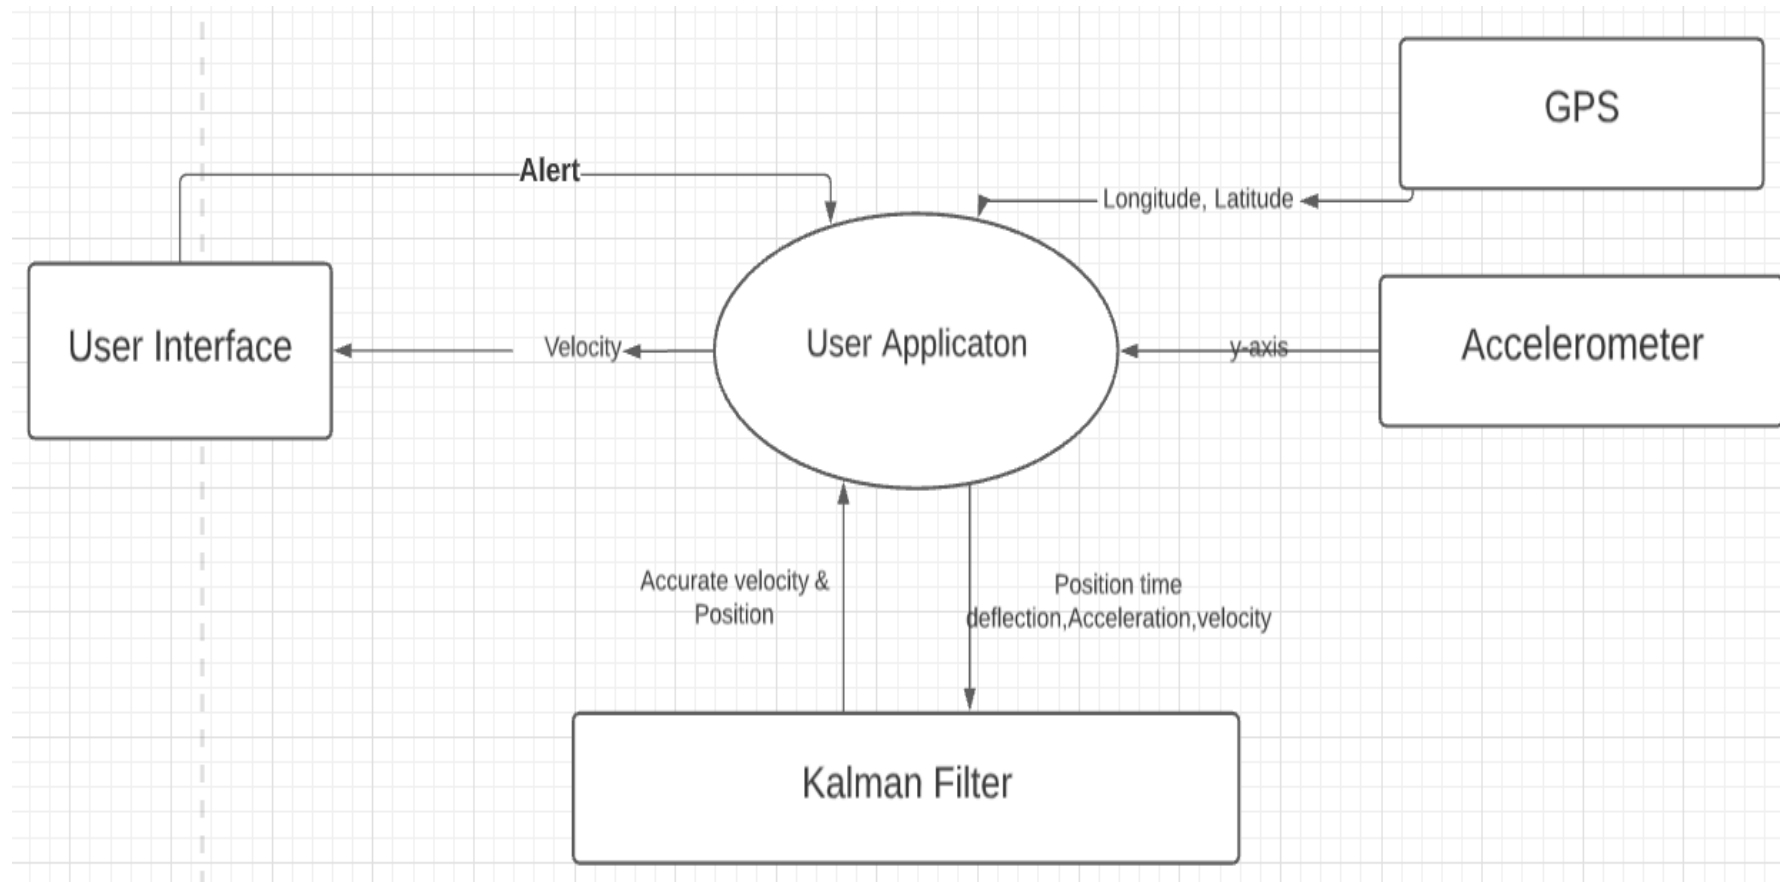 GPS
Alert
Longitude, Latitude
User Interface
Velocity
User Applicaton
y-axis
Accelerometer
Accurate velocity &
Position
Position time
deflection,Acceleration,velocity
Kalman Filter